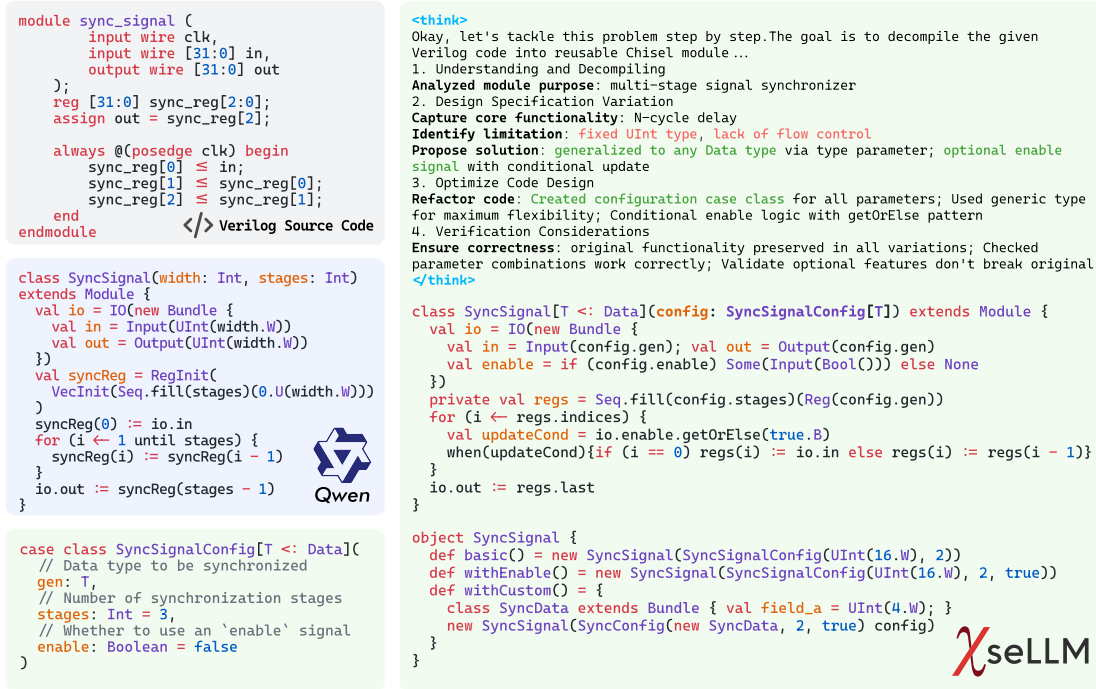 module sync_signal (
        input wire clk,
        input wire [31:0] in,
        output wire [31:0] out
    );
    reg [31:0] sync_reg[2:0];
    assign out = sync_reg[2];

    always @(posedge clk) begin
        sync_reg[0] ≤ in;
        sync_reg[1] ≤ sync_reg[0];
        sync_reg[2] ≤ sync_reg[1];
    end
endmodule
</> Verilog Source Code
class SyncSignal(width: Int, stages: Int)
extends Module {
  val io = IO(new Bundle {
    val in = Input(UInt(width.W))
    val out = Output(UInt(width.W))
  })
  val syncReg = RegInit(
    VecInit(Seq.fill(stages)(0.U(width.W)))
  )
  syncReg(0) := io.in
  for (i ← 1 until stages) {
    syncReg(i) := syncReg(i - 1)
  }
  io.out := syncReg(stages - 1)
}
Qwen
case class SyncSignalConfig[T <: Data](
  // Data type to be synchronized
  gen: T,
  // Number of synchronization stages
  stages: Int = 3,
  // Whether to use an `enable` signal
  enable: Boolean = false
)
<think>
Okay, let's tackle this problem step by step.The goal is to decompile the given
Verilog code into reusable Chisel module...
1. Understanding and Decompiling
Analyzed module purpose: multi-stage signal synchronizer
2. Design Specification Variation
Capture core functionality: N-cycle delay
Identify limitation: fixed UInt type, lack of flow control
Propose solution: generalized to any Data type via type parameter; optional enable
signal with conditional update
3. Optimize Code Design
Refactor code: Created configuration case class for all parameters; Used generic type
for maximum flexibility; Conditional enable logic with getOrElse pattern
4. Verification Considerations
Ensure correctness: original functionality preserved in all variations; Checked
parameter combinations work correctly; Validate optional features don't break original
</think>
class SyncSignal[T <: Data](config: SyncSignalConfig[T]) extends Module {
  val io = IO(new Bundle {
    val in = Input(config.gen); val out = Output(config.gen)
    val enable = if (config.enable) Some(Input(Bool())) else None
  })
  private val regs = Seq.fill(config.stages)(Reg(config.gen))
  for (i ← regs.indices) {
    val updateCond = io.enable.getOrElse(true.B)
    when(updateCond){if (i == 0) regs(i) := io.in else regs(i) := regs(i - 1)}
  }
  io.out := regs.last
}

object SyncSignal {
  def basic() = new SyncSignal(SyncSignalConfig(UInt(16.W), 2))
  def withEnable() = new SyncSignal(SyncSignalConfig(UInt(16.W), 2, true))
  def withCustom() = {
    class SyncData extends Bundle { val field_a = UInt(4.W); }
    new SyncSignal(SyncConfig(new SyncData, 2, true) config)
  }
}
χseLLM